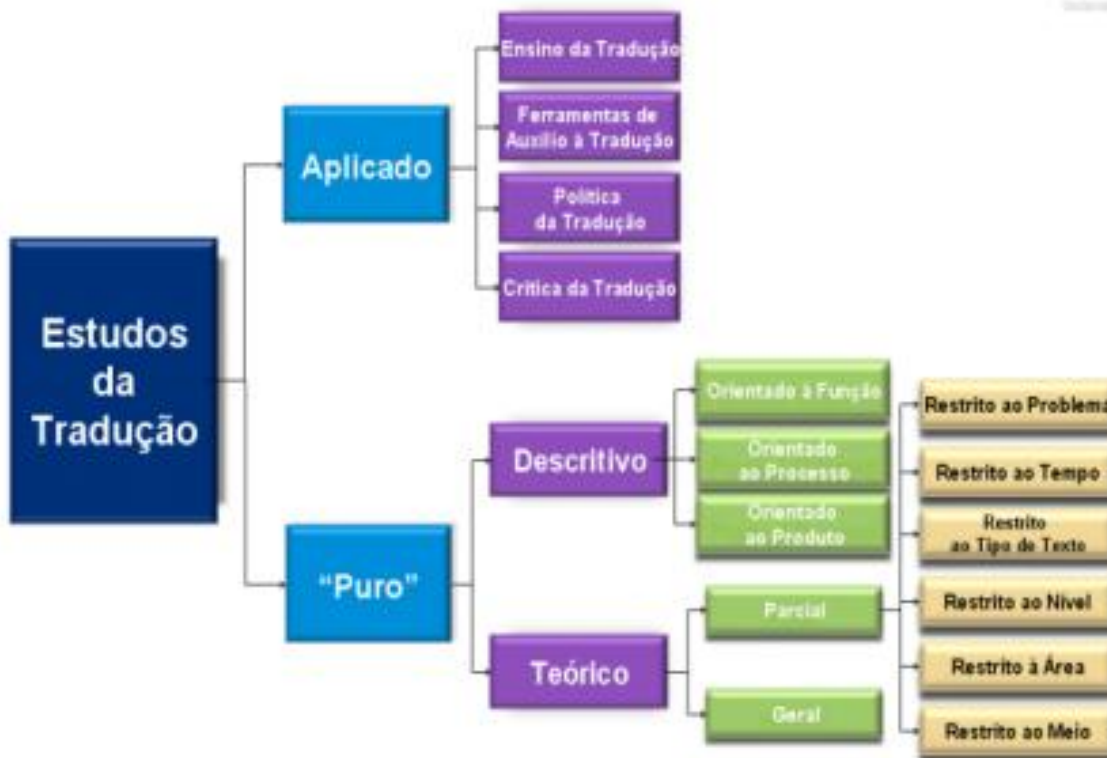 Estudos
da
Tradução
Aplicado
Ensino da Tradução
Ferramentas de
Auxílio à Tradução
Política
da Tradução
Crítica da Tradução
“Puro”
Descritivo
Orientado à Função
Orientado
ao Processo
Orientado
ao Produto
Teórico
Parcial
Restrito ao Problema
Restrito ao Tempo
Restrito
ao Tipo de Texto
Restrito ao Nível
Restrito à Área
Restrito ao Meio
Geral